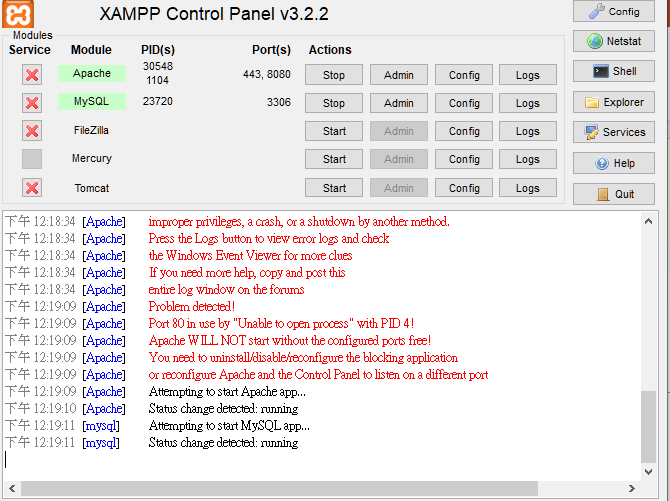 XAMPP Control Panel v3.2.2
Modules
Service Module PID(s) Port(s) Actions
Apache 30548 1104 443, 8080 Stop Admin Config Logs
MySQL 23720 3306 Stop Admin Config Logs
FileZilla Start Admin Config Logs
Mercury Start Admin Config Logs
Tomcat Start Admin Config Logs
Config
Netstat
Shell
Explorer
Services
Help
Quit
下午 12:18:34 [Apache] improper privileges, a crash, or a shutdown by another method.
下午 12:18:34 [Apache] Press the Logs button to view error logs and check
下午 12:18:34 [Apache] the Windows Event Viewer for more clues
下午 12:18:34 [Apache] If you need more help, copy and post this
下午 12:18:34 [Apache] entire log window on the forums
下午 12:19:09 [Apache] Problem detected!
下午 12:19:09 [Apache] Port 80 in use by "Unable to open process" with PID 4!
下午 12:19:09 [Apache] Apache WILL NOT start without the configured ports free!
下午 12:19:09 [Apache] You need to uninstall/disable/reconfigure the blocking application
下午 12:19:09 [Apache] or reconfigure Apache and the Control Panel to listen on a different port
下午 12:19:09 [Apache] Attempting to start Apache app...
下午 12:19:10 [Apache] Status change detected: running
下午 12:19:11 [mysql] Attempting to start MySQL app...
下午 12:19:11 [mysql] Status change detected: running